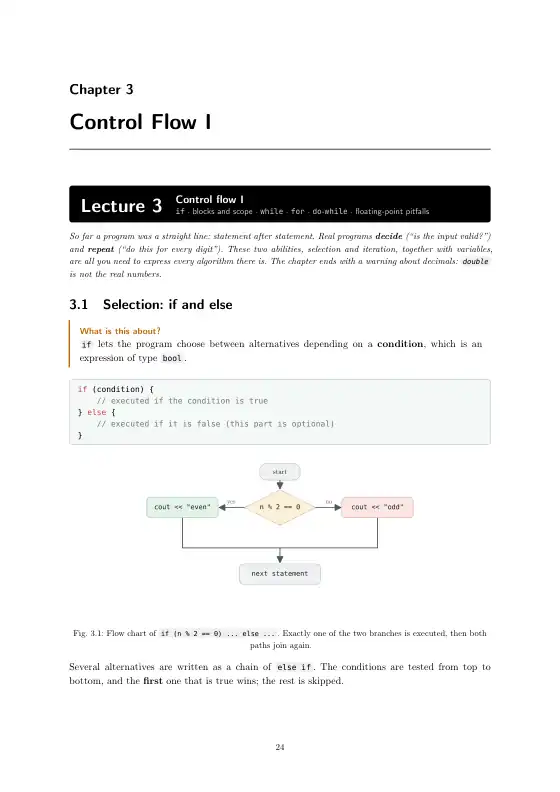 Chapter 3
Control Flow I
Lecture 3
Control flow I
if · blocks and scope · while · for · do-while · floating-point pitfalls
So far a program was a straight line: statement after statement. Real programs decide (“is the input valid?”)
and repeat (“do this for every digit”). These two abilities, selection and iteration, together with variables,
are all you need to express every algorithm there is. The chapter ends with a warning about decimals: double
is not the real numbers.
3.1 Selection: if and else
What is this about?
if lets the program choose between alternatives depending on a condition, which is an
expression of type bool.
if (condition) {
    // executed if the condition is true
} else {
    // executed if it is false (this part is optional)
}
start
cout << "even"
yes
n % 2 == 0
no
cout << "odd"
next statement
Fig. 3.1: Flow chart of if (n % 2 == 0) ... else .... Exactly one of the two branches is executed, then both
paths join again.
Several alternatives are written as a chain of else if. The conditions are tested from top to
bottom, and the first one that is true wins; the rest is skipped.
24